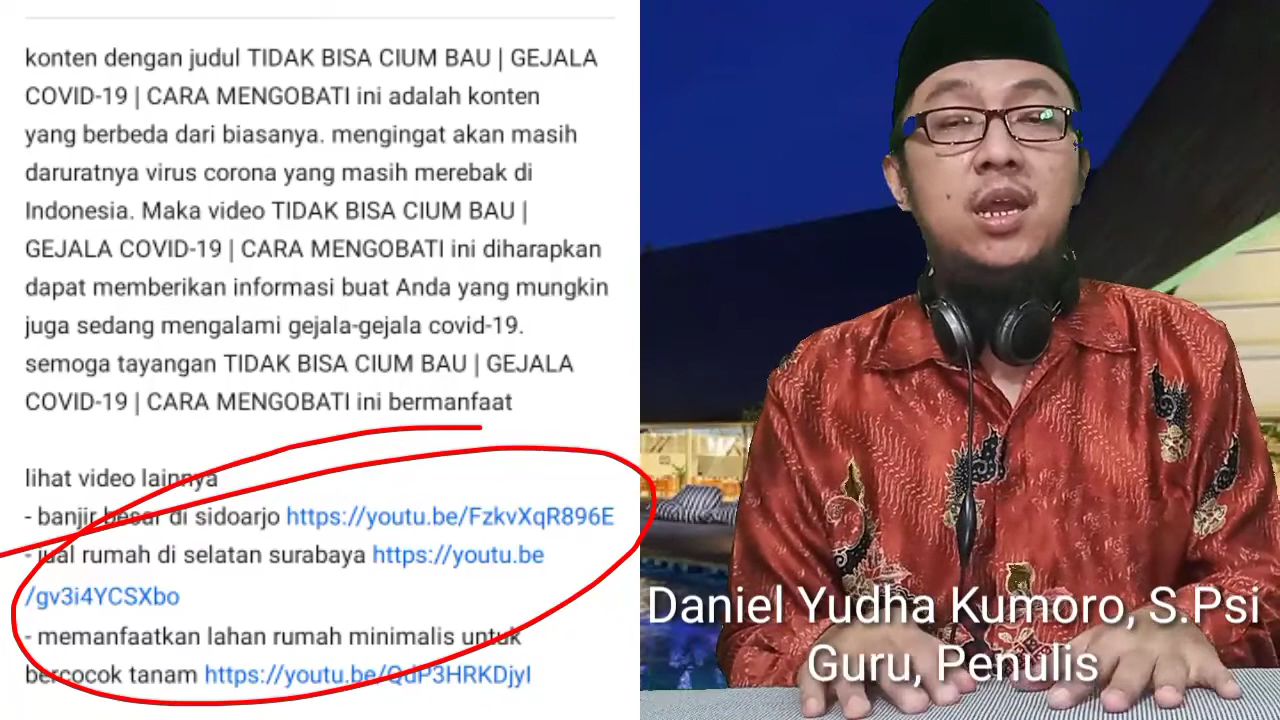 konten dengan judul TIDAK BISA CIUM BAU | GEJALA
COVID-19 | CARA MENGOBATI ini adalah konten
yang berbeda dari biasanya. mengingat akan masih
daruratnya virus corona yang masih merebak di
Indonesia. Maka video TIDAK BISA CIUM BAU |
GEJALA COVID-19 | CARA MENGOBATI ini diharapkan
dapat memberikan informasi buat Anda yang mungkin
juga sedang mengalami gejala-gejala covid-19.
semoga tayangan TIDAK BISA CIUM BAU | GEJALA
COVID-19 | CARA MENGOBATI ini bermanfaat
lihat video lainnya
- banjir besar di sidoarjo https://youtu.be/FzkvXqR896E
- jual rumah di selatan surabaya https://youtu.be
/gv3i4YCSXbo
- memanfaatkan lahan rumah minimalis untuk
bercocok tanam https://youtu.be/QdP3HRKDjyI
Daniel Yudha Kumoro, S.Psi
Guru, Penulis